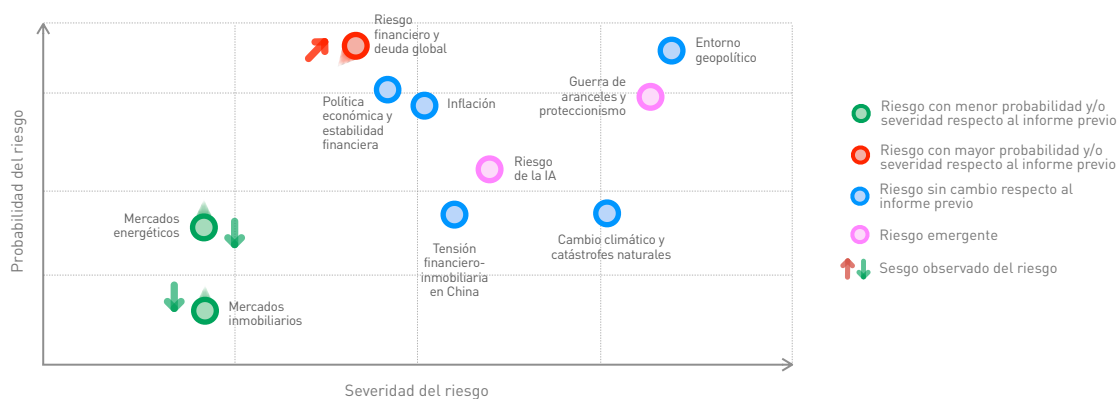 Riesgo
financiero y
deuda global
Entorno
geopolítico
Guerra de
aranceles y
proteccionismo
Política
económica y
estabilidad
financiera
Inflación
Riesgo
de la IA
Mercados
energéticos
Tensión
financiero-
inmobiliaria
en China
Cambio climático y
catástrofes naturales
Mercados
inmobiliarios
Probabilidad del riesgo
Severidad del riesgo
Riesgo con menor probabilidad y/o
severidad respecto al informe previo
Riesgo con mayor probabilidad y/o
severidad respecto al informe previo
Riesgo sin cambio respecto al
informe previo
Riesgo emergente
Sesgo observado del riesgo